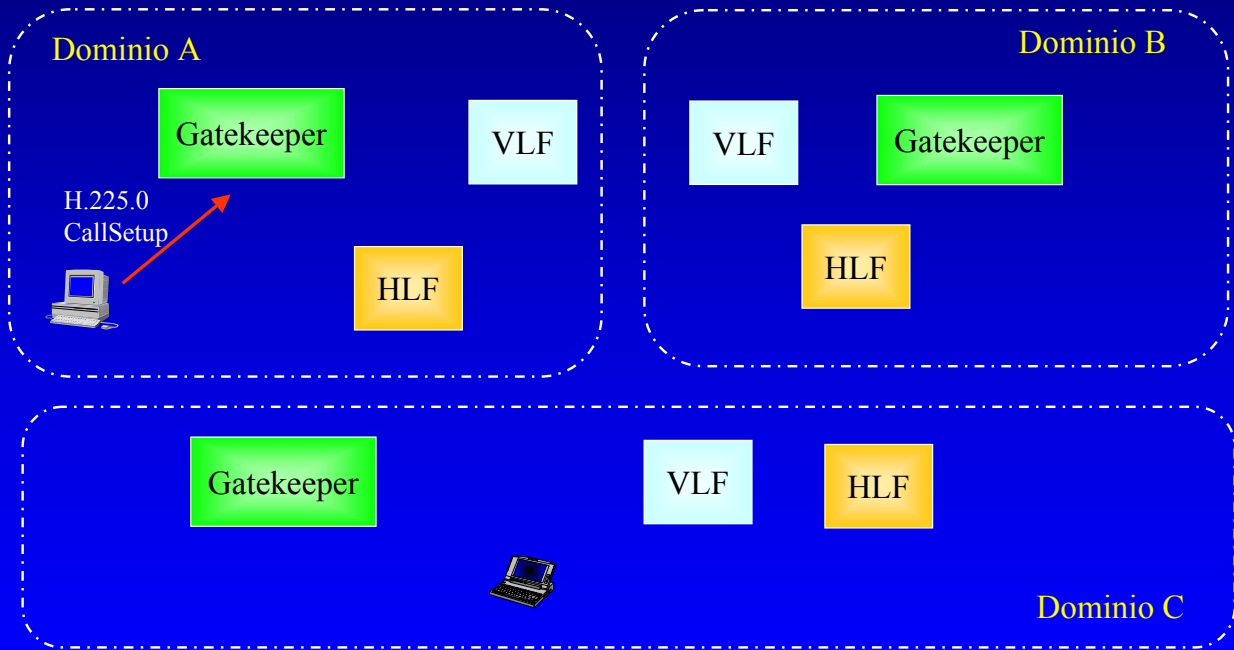 Dominio A
Gatekeeper
VLF
H.225.0
CallSetup
HLF
Dominio B
VLF
Gatekeeper
HLF
Gatekeeper
VLF
HLF
Dominio C